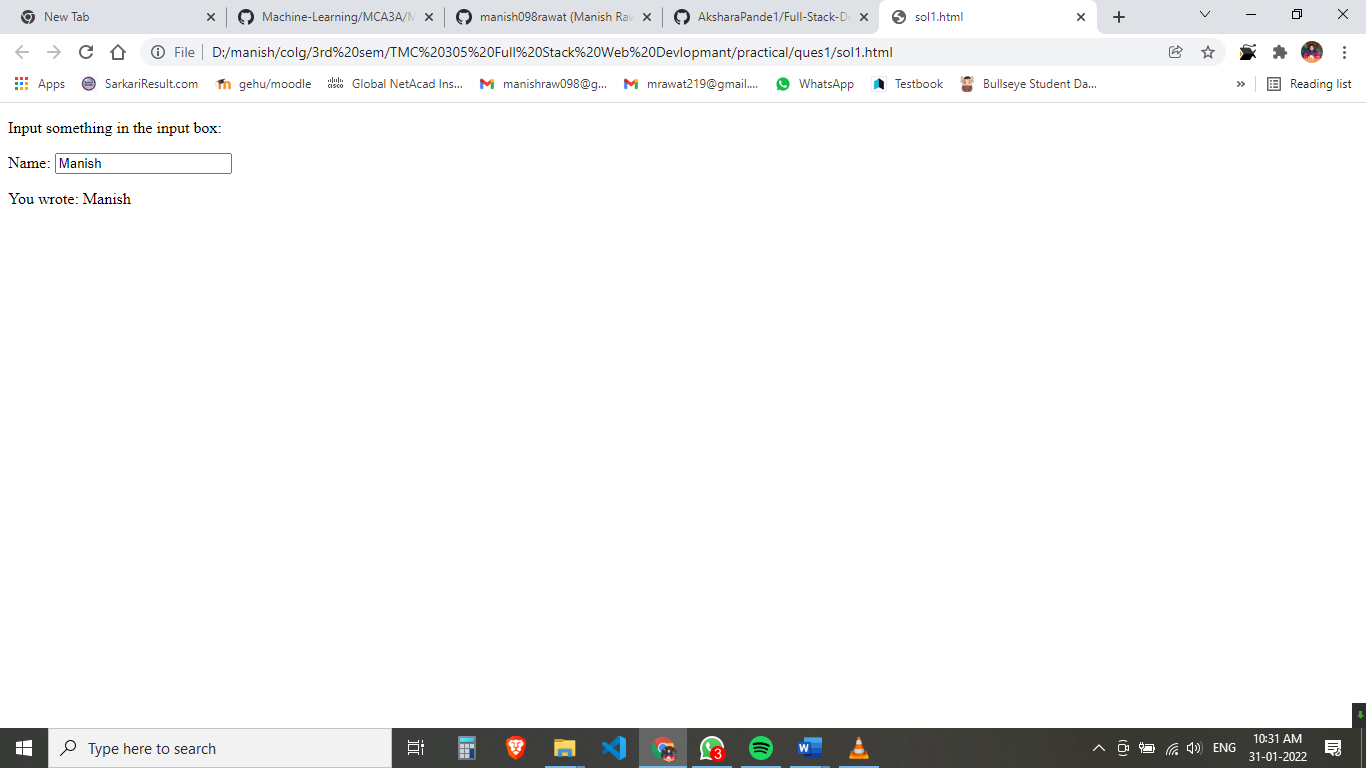 New Tab
Machine-Learning/MCA3A/M
manish098rawat (Manish Raw
AksharaPande1/Full-Stack-De
sol1.html
File
D:/manish/colg/3rd%20sem/TMC%20305%20Full%20Stack%20Web%20Devlopmant/practical/ques1/sol1.html
Apps
SarkariResult.com
gehu/moodle
Global NetAcad Ins...
manishraw098@g...
mrawat219@gmail....
WhatsApp
Testbook
Bullseye Student Da...
»
Reading list
Input something in the input box:
Name: Manish
You wrote: Manish
Type here to search
3
ENG
10:31 AM
31-01-2022